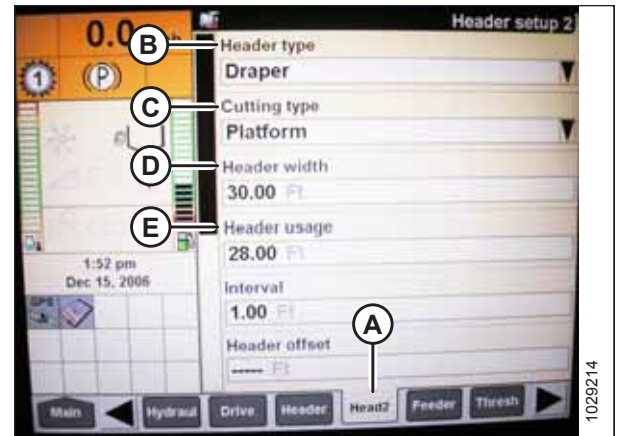 Header setup 2
0.0
B
Header type
Draper
1
(P)
C
Cutting type
Platform
D
Header width
30.00 Ft
E
Header usage
28.00 Ft
1:52 pm
Dec 15, 2006
Interval
1.00 Ft
GPS
A
Header offset
----- Ft
Main
Hydraul
Drive
Header
Head2
Feeder
Thresh
1029214